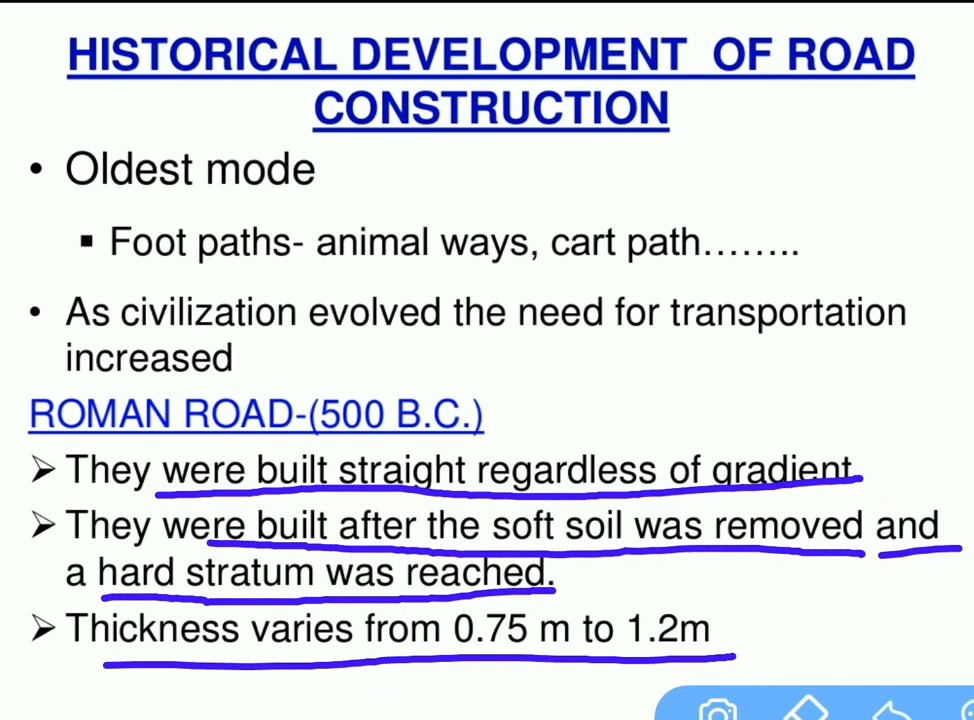 HISTORICAL DEVELOPMENT OF ROAD
CONSTRUCTION
• Oldest mode
▪ Foot paths- animal ways, cart path……..
• As civilization evolved the need for transportation
increased
ROMAN ROAD-(500 B.C.)
➢ They were built straight regardless of gradient
➢ They were built after the soft soil was removed and
a hard stratum was reached.
➢ Thickness varies from 0.75 m to 1.2m